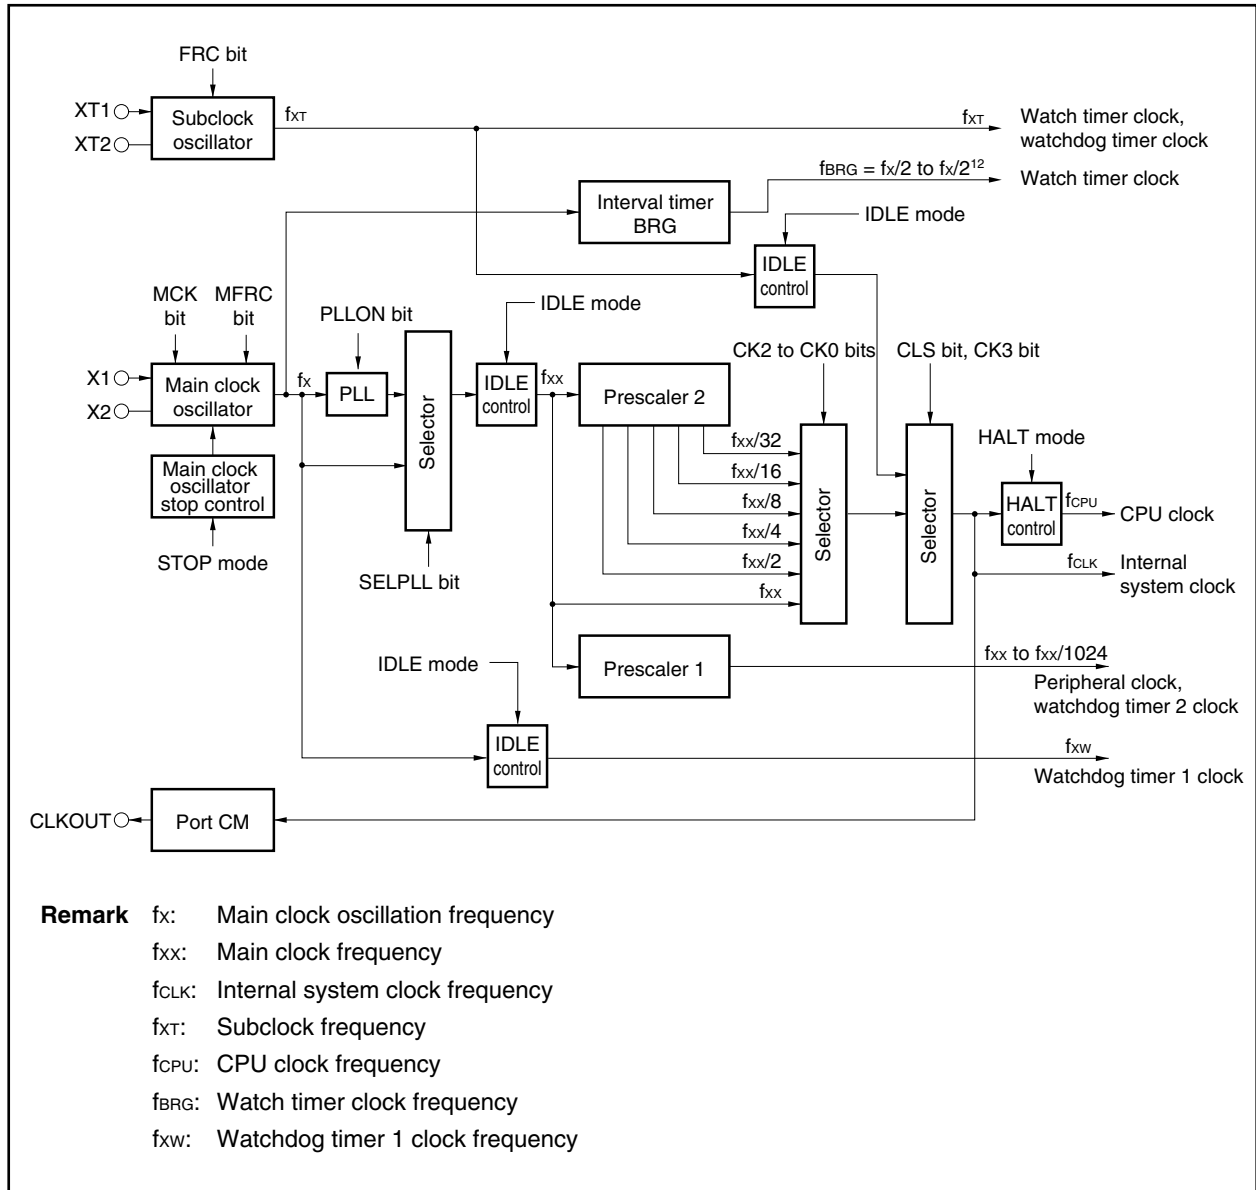 FRC bit
XT1
XT2
Subclock
oscillator
fXT
fXT
Watch timer clock,
watchdog timer clock
fBRG = fX/2 to fX/2¹²
Watch timer clock
Interval timer
BRG
IDLE mode
IDLE
control
MCK
bit
MFRC
bit
PLLON bit
IDLE mode
CK2 to CK0 bits
CLS bit, CK3 bit
X1
X2
Main clock
oscillator
fX
PLL
Selector
IDLE
control
fXX
Prescaler 2
fXX/32
fXX/16
fXX/8
fXX/4
fXX/2
fXX
Selector
Selector
HALT mode
HALT
control
fCPU
CPU clock
fCLK
Internal
system clock
Main clock
oscillator
stop control
STOP mode
SELPLL bit
Prescaler 1
fXX to fXX/1024
Peripheral clock,
watchdog timer 2 clock
IDLE mode
IDLE
control
fXW
Watchdog timer 1 clock
CLKOUT
Port CM
Remark fX: Main clock oscillation frequency
fXX: Main clock frequency
fCLK: Internal system clock frequency
fXT: Subclock frequency
fCPU: CPU clock frequency
fBRG: Watch timer clock frequency
fXW: Watchdog timer 1 clock frequency